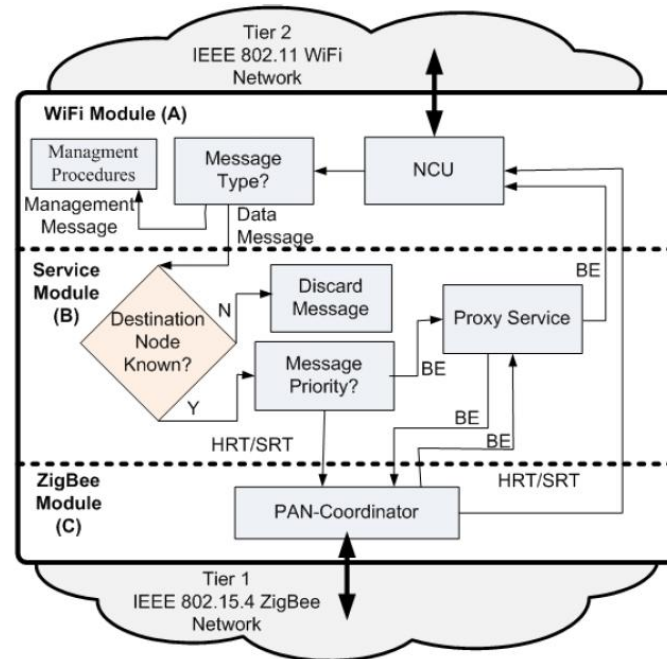 Tier 2
IEEE 802.11 WiFi
Network
WiFi Module (A)
Managment
Procedures
Message
Type?
NCU
Management
Message
Data
Message
Service
Module
(B)
Destination
Node
Known?
N
Discard
Message
Proxy Service
BE
Message
Priority?
BE
Y
BE
BE
HRT/SRT
ZigBee
Module
(C)
HRT/SRT
PAN-Coordinator
Tier 1
IEEE 802.15.4 ZigBee
Network